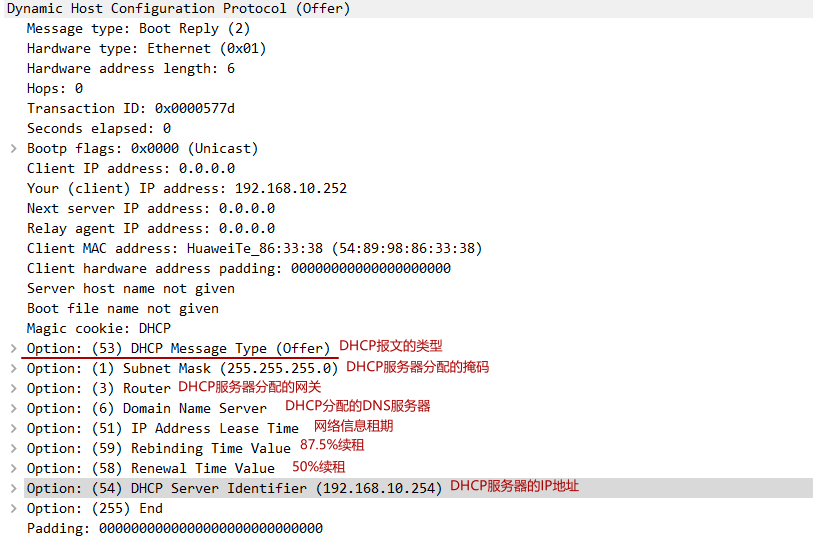 Dynamic Host Configuration Protocol (Offer)
Message type: Boot Reply (2)
Hardware type: Ethernet (0x01)
Hardware address length: 6
Hops: 0
Transaction ID: 0x0000577d
Seconds elapsed: 0
Bootp flags: 0x0000 (Unicast)
Client IP address: 0.0.0.0
Your (client) IP address: 192.168.10.252
Next server IP address: 0.0.0.0
Relay agent IP address: 0.0.0.0
Client MAC address: HuaweiTe_86:33:38 (54:89:98:86:33:38)
Client hardware address padding: 00000000000000000000
Server host name not given
Boot file name not given
Magic cookie: DHCP
Option: (53) DHCP Message Type (Offer) DHCP报文的类型
Option: (1) Subnet Mask (255.255.255.0) DHCP服务器分配的掩码
Option: (3) Router DHCP服务器分配的网关
Option: (6) Domain Name Server DHCP分配的DNS服务器
Option: (51) IP Address Lease Time 网络信息租期
Option: (59) Rebinding Time Value 87.5%续租
Option: (58) Renewal Time Value 50%续租
Option: (54) DHCP Server Identifier (192.168.10.254) DHCP服务器的IP地址
Option: (255) End
Padding: 0000000000000000000000000000